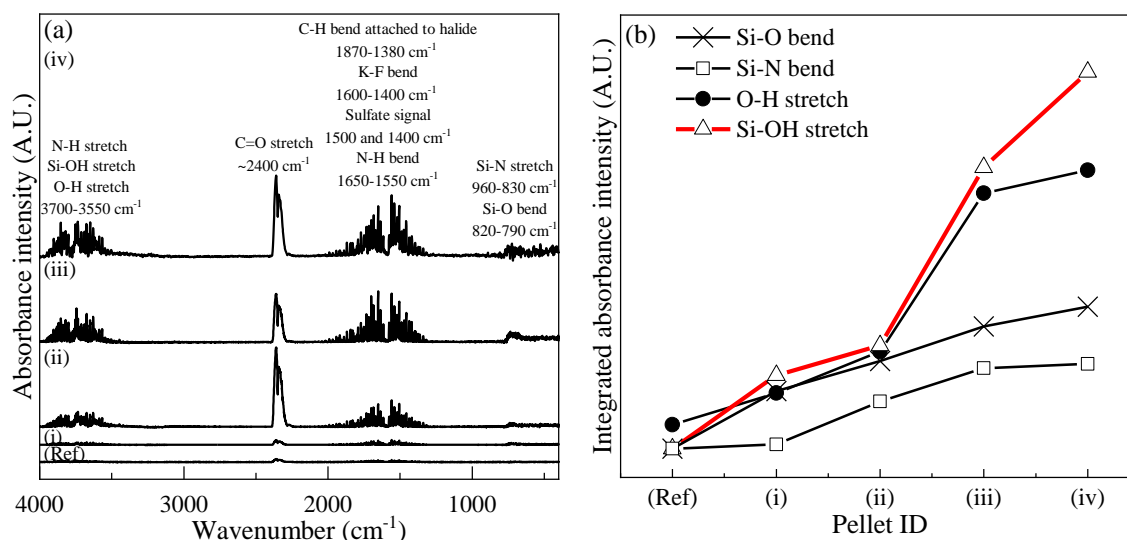 (a)
(iv)
C-H bend attached to halide
1870-1380 cm⁻¹
K-F bend
1600-1400 cm⁻¹
Sulfate signal
1500 and 1400 cm⁻¹
N-H bend
1650-1550 cm⁻¹
C=O stretch
~2400 cm⁻¹
N-H stretch
Si-OH stretch
O-H stretch
3700-3550 cm⁻¹
Si-N stretch
960-830 cm⁻¹
Si-O bend
820-790 cm⁻¹
(iii)
(ii)
(i)
(Ref)
Absorbance intensity (A.U.)
4000 3000 2000 1000
Wavenumber (cm⁻¹)
(b)
Si-O bend
Si-N bend
O-H stretch
Si-OH stretch
Integrated absorbance intensity (A.U.)
(Ref) (i) (ii) (iii) (iv)
Pellet ID